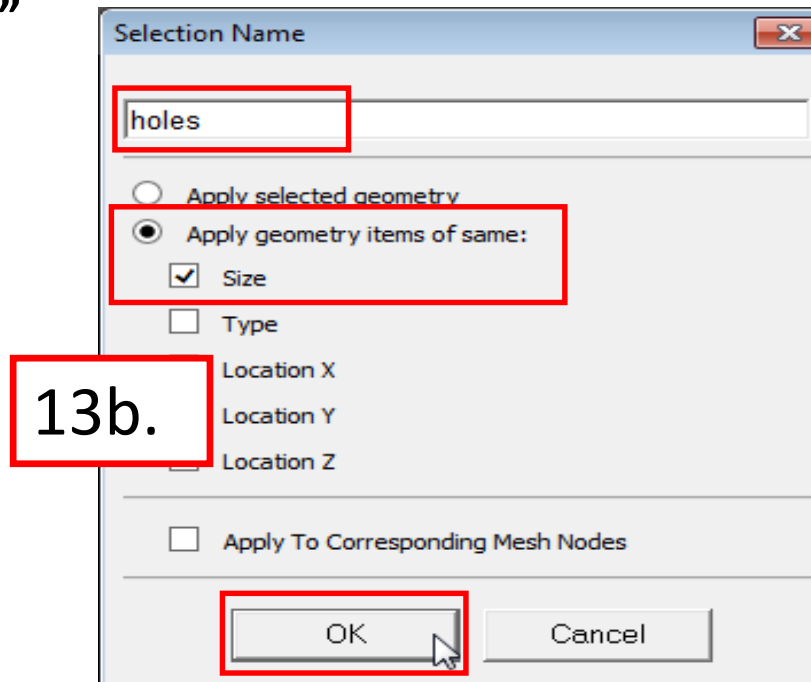 ”
Selection Name
holes
Apply selected geometry
Apply geometry items of same:
Size
Type
Location X
13b.
Location Y
Location Z
Apply To Corresponding Mesh Nodes
OK Cancel